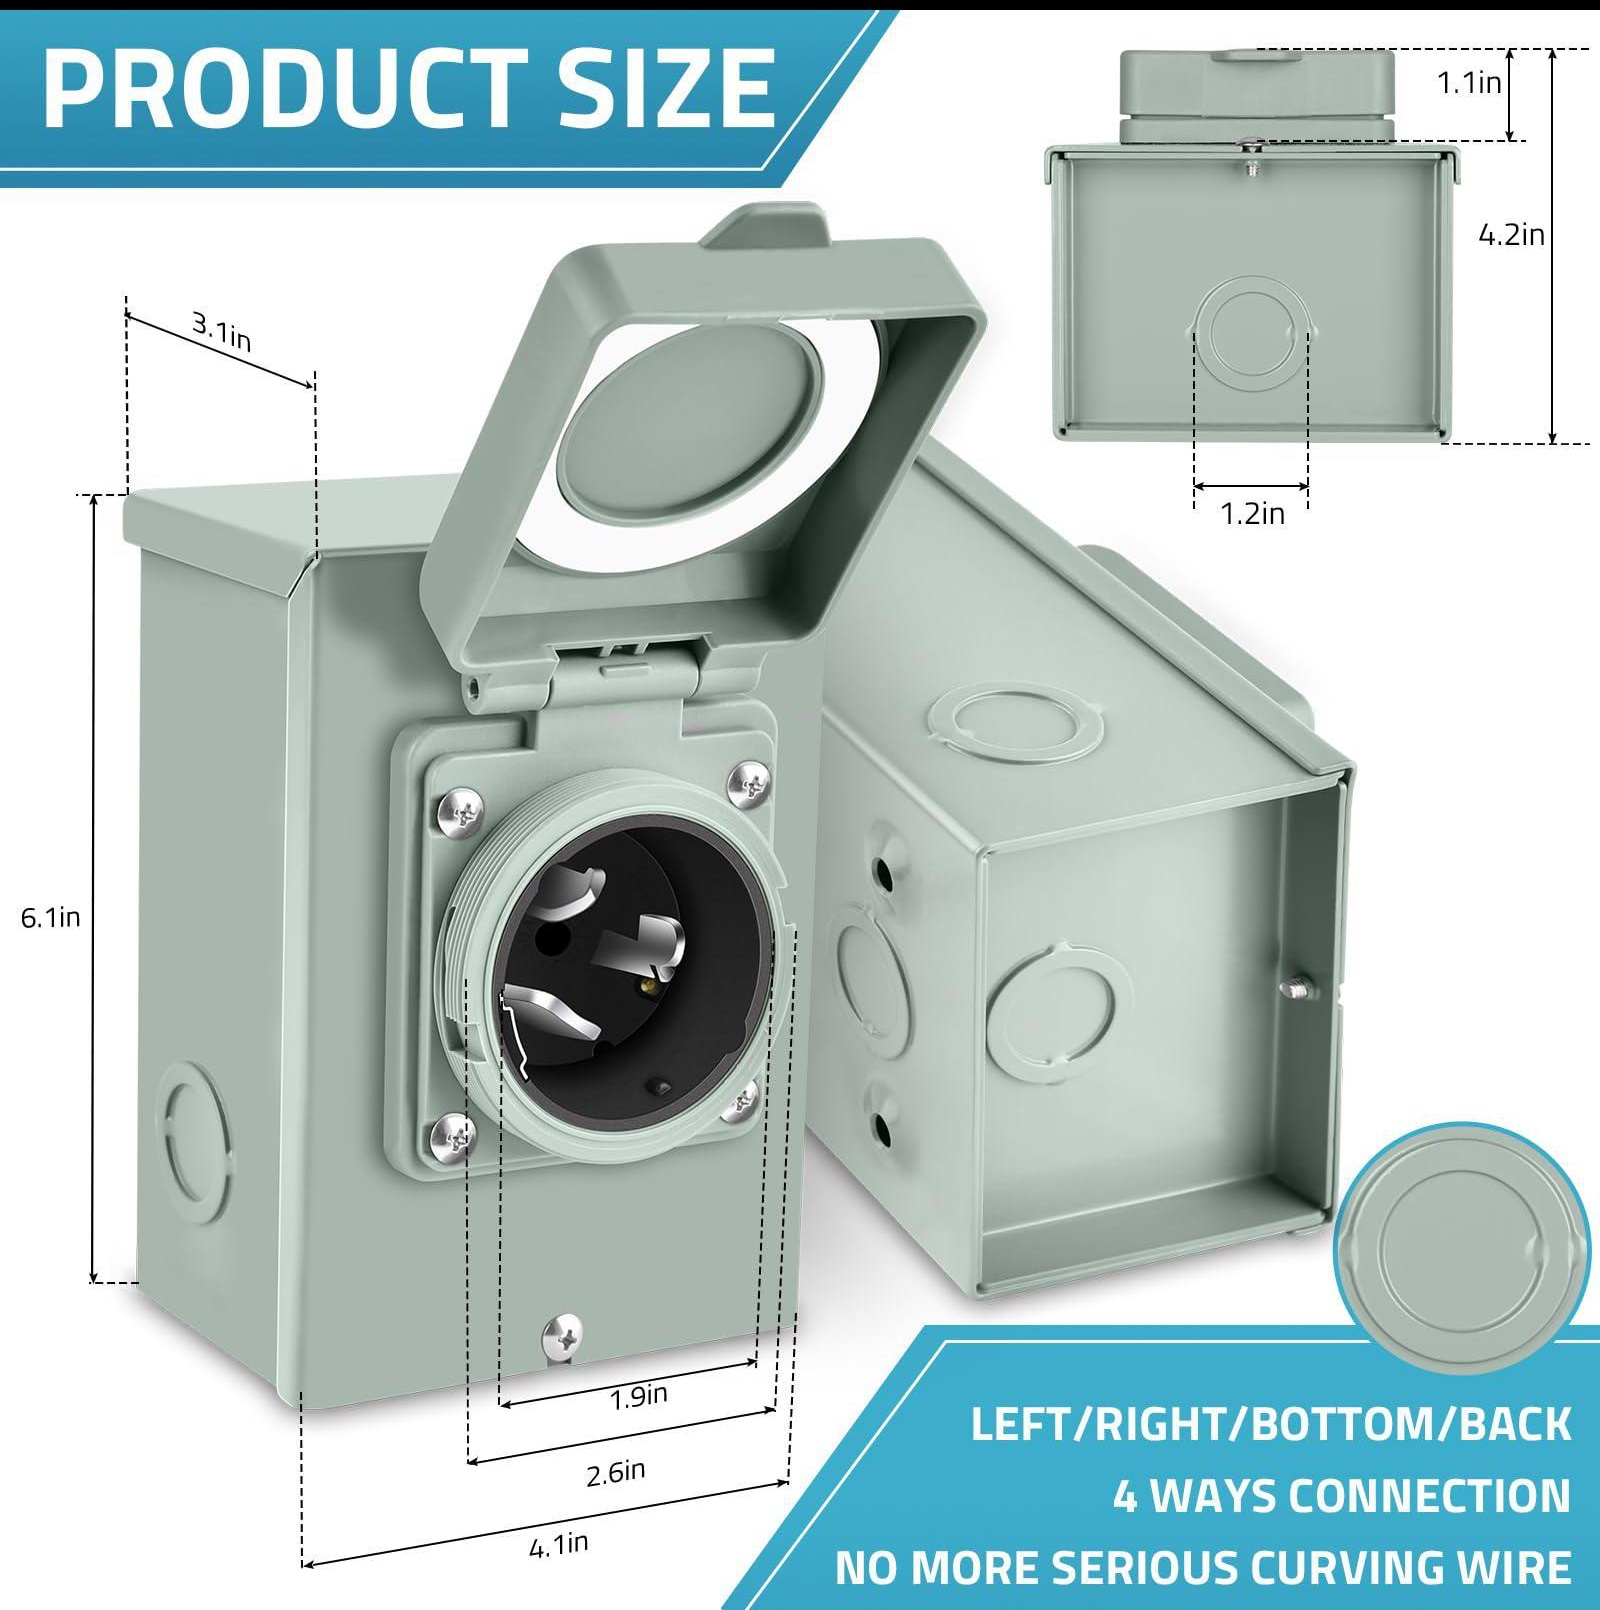 PRODUCT SIZE
1.1in
4.2in
3.1in
1.2in
6.1in
1.9in
2.6in
4.1in
LEFT/RIGHT/BOTTOM/BACK
4 WAYS CONNECTION
NO MORE SERIOUS CURVING WIRE